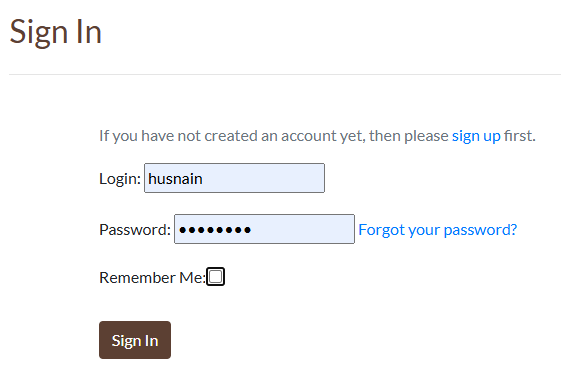 Sign In
If you have not created an account yet, then please sign up first.
Login: husnain
Password: •••••••• Forgot your password?
Remember Me:
Sign In